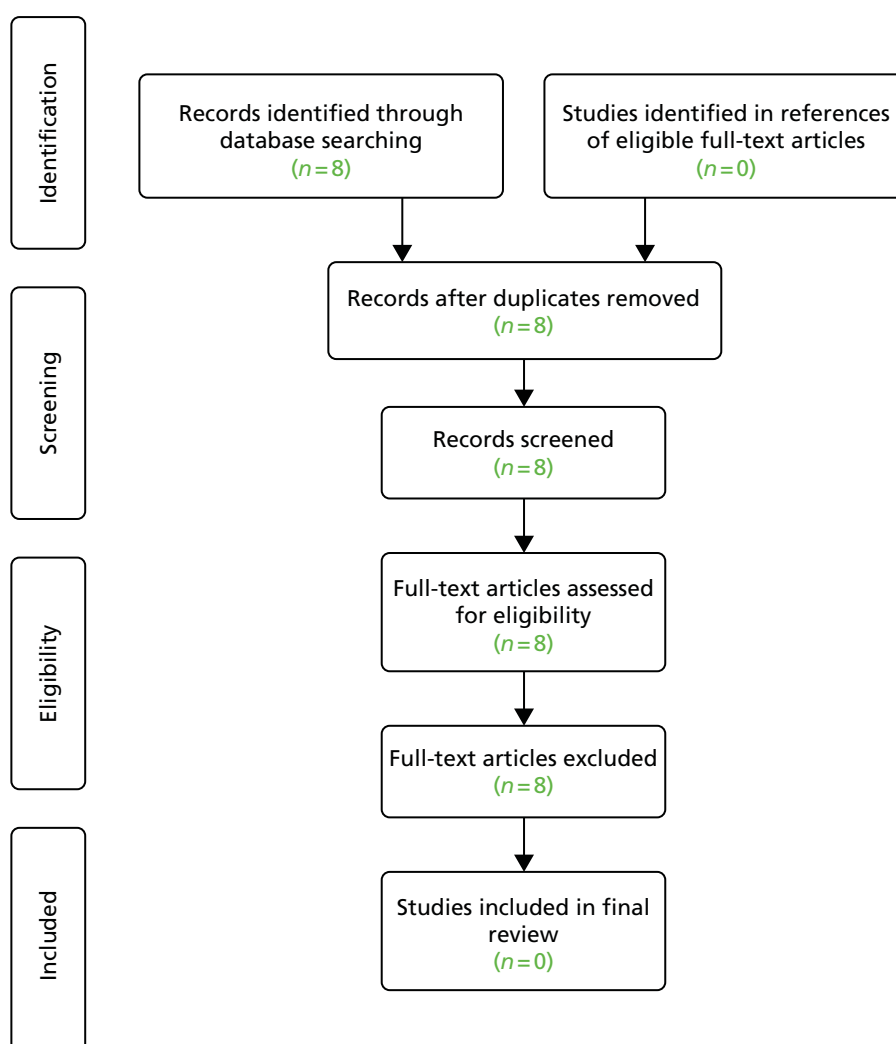 Identification
Records identified through
database searching
(n=8)
Studies identified in references
of eligible full-text articles
(n=0)
Screening
Records after duplicates removed
(n=8)
Records screened
(n=8)
Eligibility
Full-text articles assessed
for eligibility
(n=8)
Full-text articles excluded
(n=8)
Included
Studies included in final
review
(n=0)